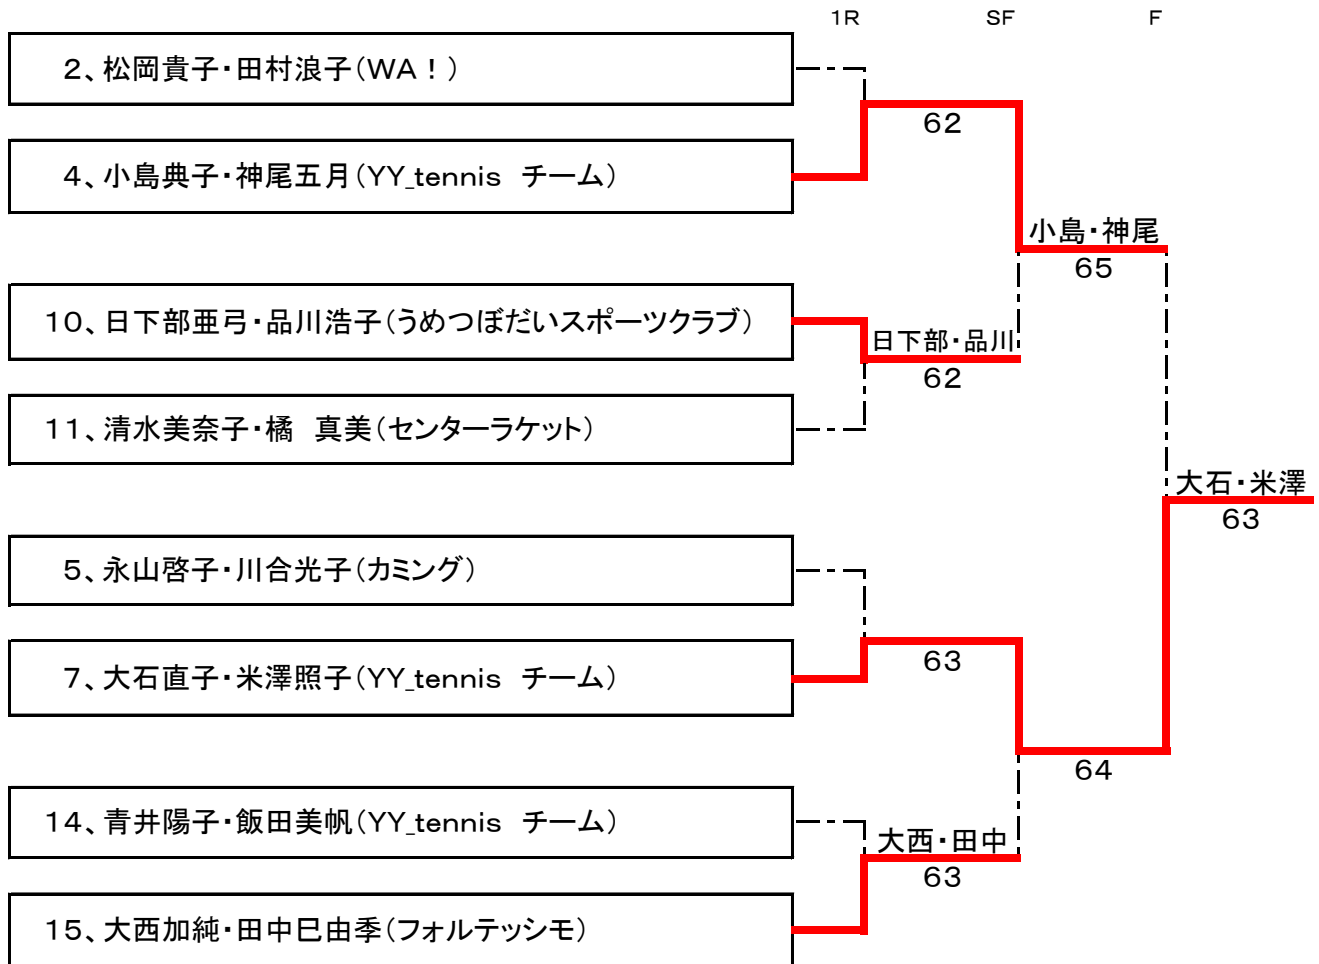 1R SF F
2、松岡貴子・田村浪子(WA！)
62
4、小島典子・神尾五月(YY_tennis　チーム)
小島・神尾
65
10、日下部亜弓・品川浩子(うめつぼだいスポーツクラブ)
日下部・品川
62
11、清水美奈子・橘　真美(センターラケット)
大石・米澤
63
5、永山啓子・川合光子(カミング)
63
7、大石直子・米澤照子(YY_tennis　チーム)
64
14、青井陽子・飯田美帆(YY_tennis　チーム)
大西・田中
63
15、大西加純・田中巳由季(フォルテッシモ)